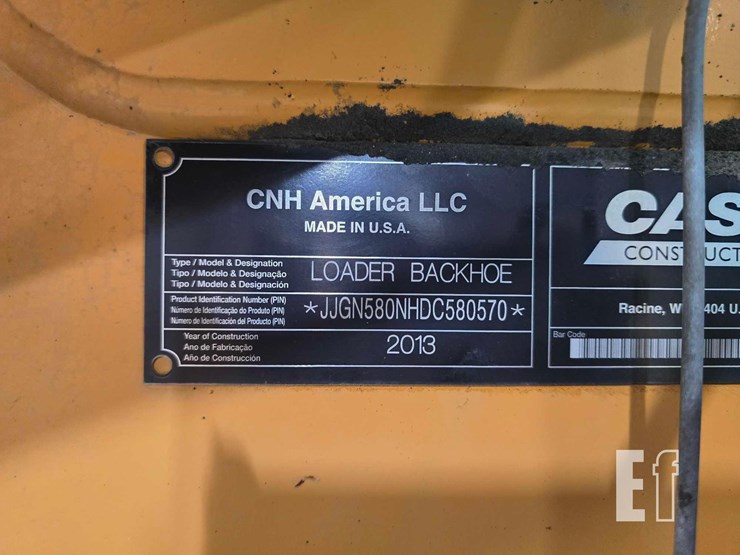 CNH America LLC
MADE IN U.S.A.
Type / Model & Designation
Tipo / Modelo & Designação
Tipo / Modelo & Designación
LOADER BACKHOE
Product Identification Number (PIN)
Número de Identificação do Produto (PIN)
Número de Identificación del Producto (PIN)
*JJGN580NHDC580570*
Year of Construction
Ano de Fabricação
Año de Construcción
2013
CAS
CONSTRUCT
Racine, W 404 U.
Bar Code
Ef